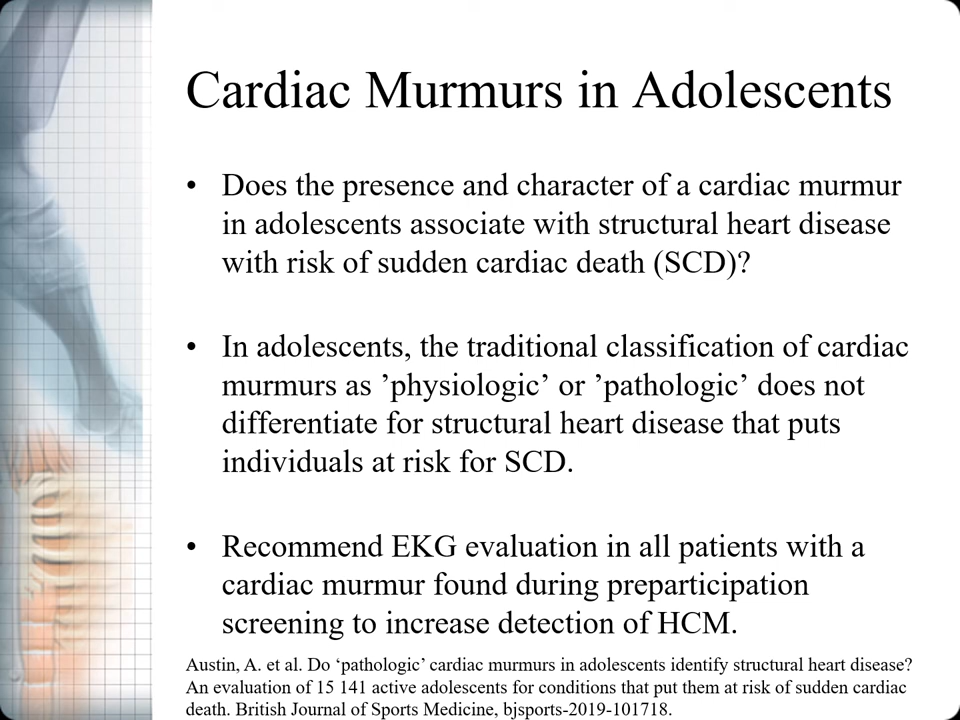 Cardiac Murmurs in Adolescents
• Does the presence and character of a cardiac murmur
in adolescents associate with structural heart disease
with risk of sudden cardiac death (SCD)?
• In adolescents, the traditional classification of cardiac
murmurs as ’physiologic’ or ’pathologic’ does not
differentiate for structural heart disease that puts
individuals at risk for SCD.
• Recommend EKG evaluation in all patients with a
cardiac murmur found during preparticipation
screening to increase detection of HCM.
Austin, A. et al. Do ‘pathologic’ cardiac murmurs in adolescents identify structural heart disease?
An evaluation of 15 141 active adolescents for conditions that put them at risk of sudden cardiac
death. British Journal of Sports Medicine, bjsports-2019-101718.